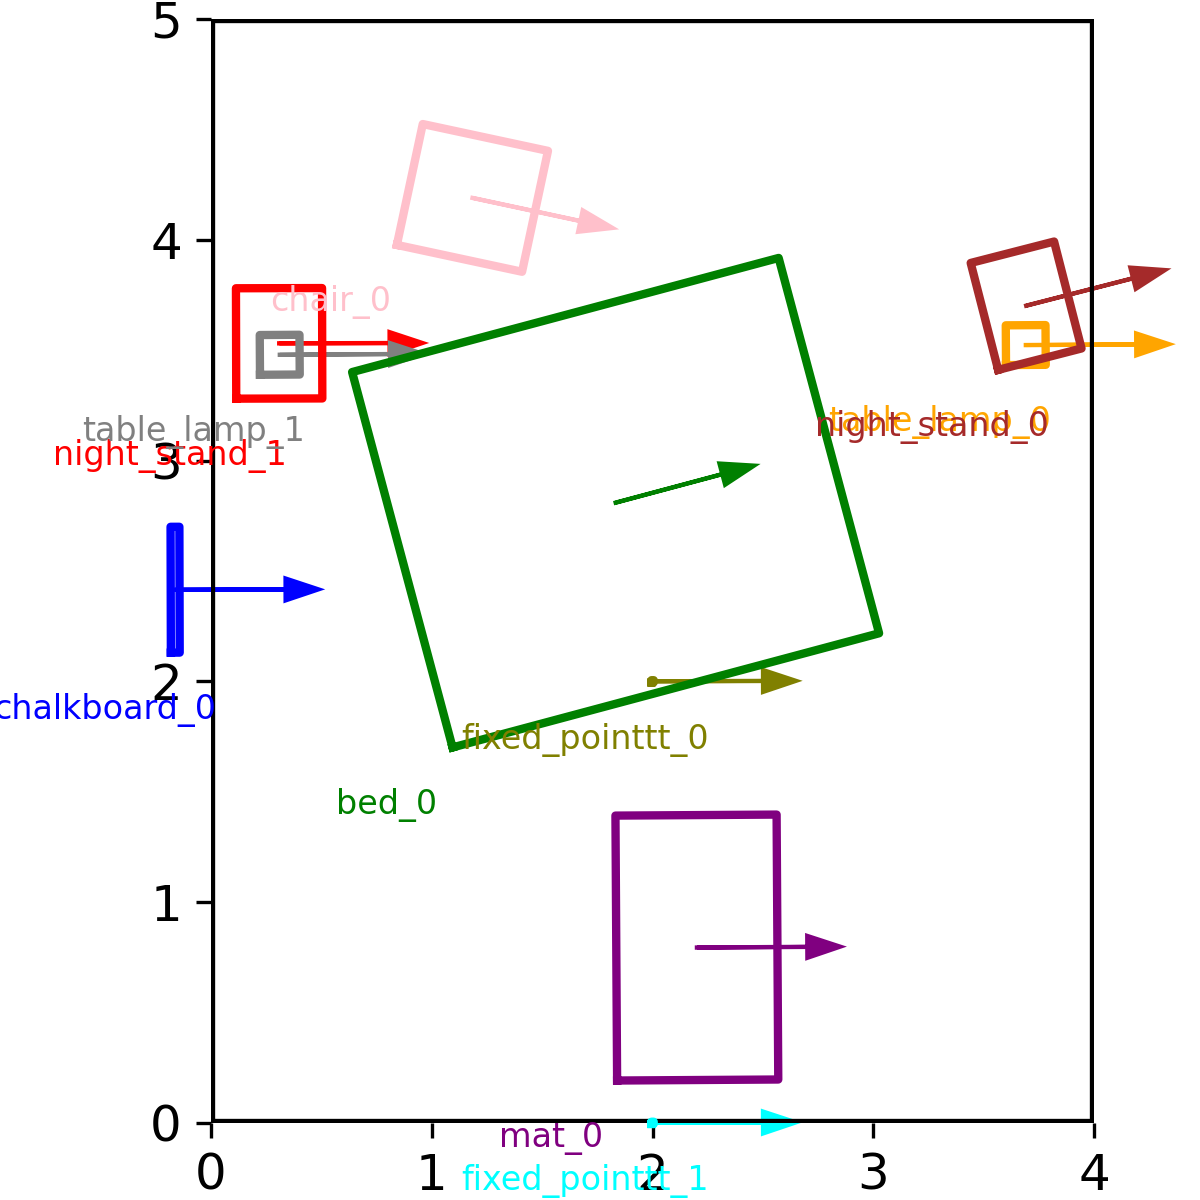 5
4
chair_0
table_lamp_1
table_lamp_0
night_stand_0
night_stand_1
3
2
chalkboard_0
fixed_pointtt_0
bed_0
1
0
mat_0
0 1 2 3 4
fixed_pointtt_1